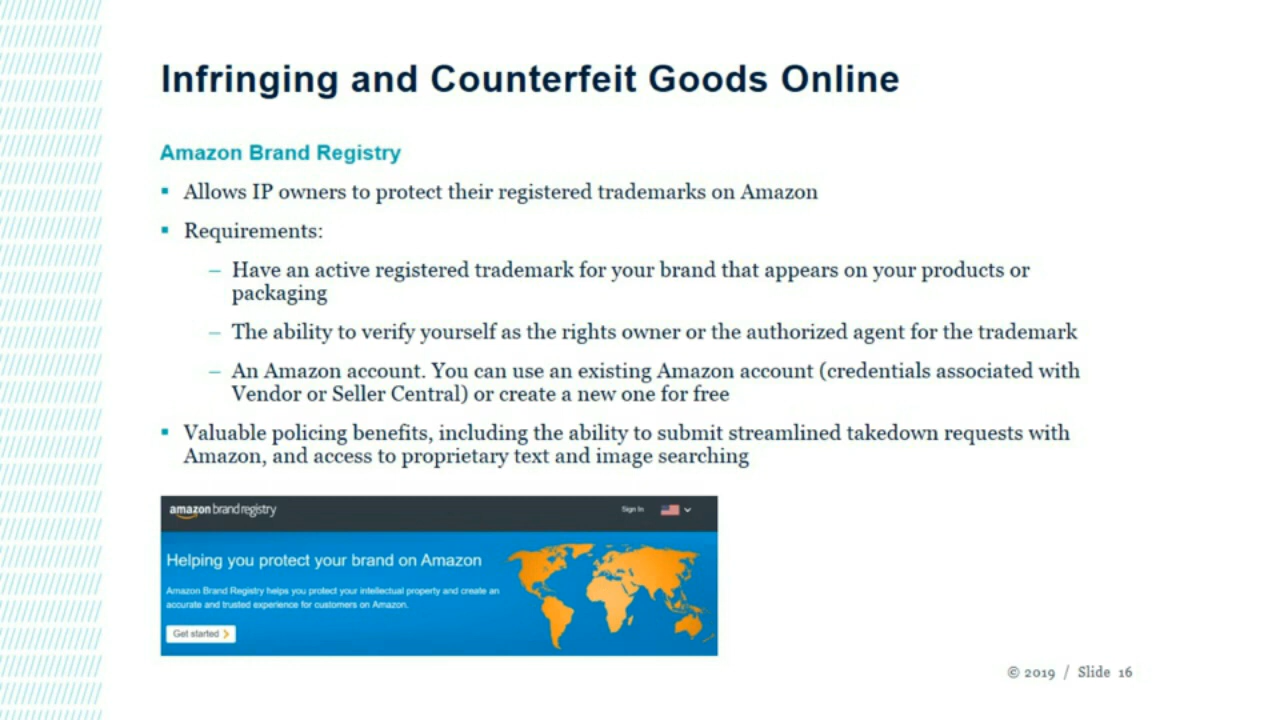 Infringing and Counterfeit Goods Online
Amazon Brand Registry
▪ Allows IP owners to protect their registered trademarks on Amazon
▪ Requirements:
– Have an active registered trademark for your brand that appears on your products or
packaging
– The ability to verify yourself as the rights owner or the authorized agent for the trademark
– An Amazon account. You can use an existing Amazon account (credentials associated with
Vendor or Seller Central) or create a new one for free
▪ Valuable policing benefits, including the ability to submit streamlined takedown requests with
Amazon, and access to proprietary text and image searching
amazon brand registry
Sign In
Helping you protect your brand on Amazon
Amazon Brand Registry helps you protect your intellectual property and create an
accurate and trusted experience for customers on Amazon.
Get started
© 2019 / Slide 16